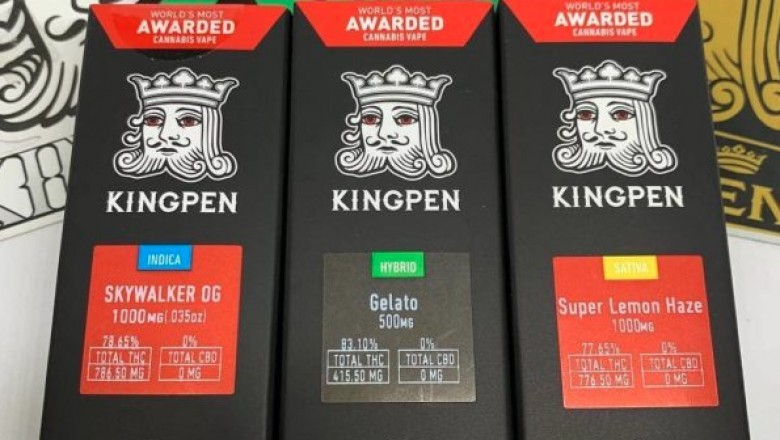 WORLD'S MOST
AWARDED
CANNABIS VAPE
KINGPEN
INDICA
SKYWALKER OG
1000MG(.035oz)
78.65% 0%
TOTAL THC TOTAL CBD
786.50 MG 0 MG
WORLD'S MOST
AWARDED
CANNABIS VAPE
KINGPEN
HYBRID
Gelato
500MG
83.10% 0%
TOTAL THC TOTAL CBD
415.50 MG 0 MG
WORLD'S MOST
AWARDED
CANNABIS VAPE
KINGPEN
SATIVA
Super Lemon Haze
1000MG
77.65% 0%
TOTAL THC TOTAL CBD
776.50 MG 0 MG